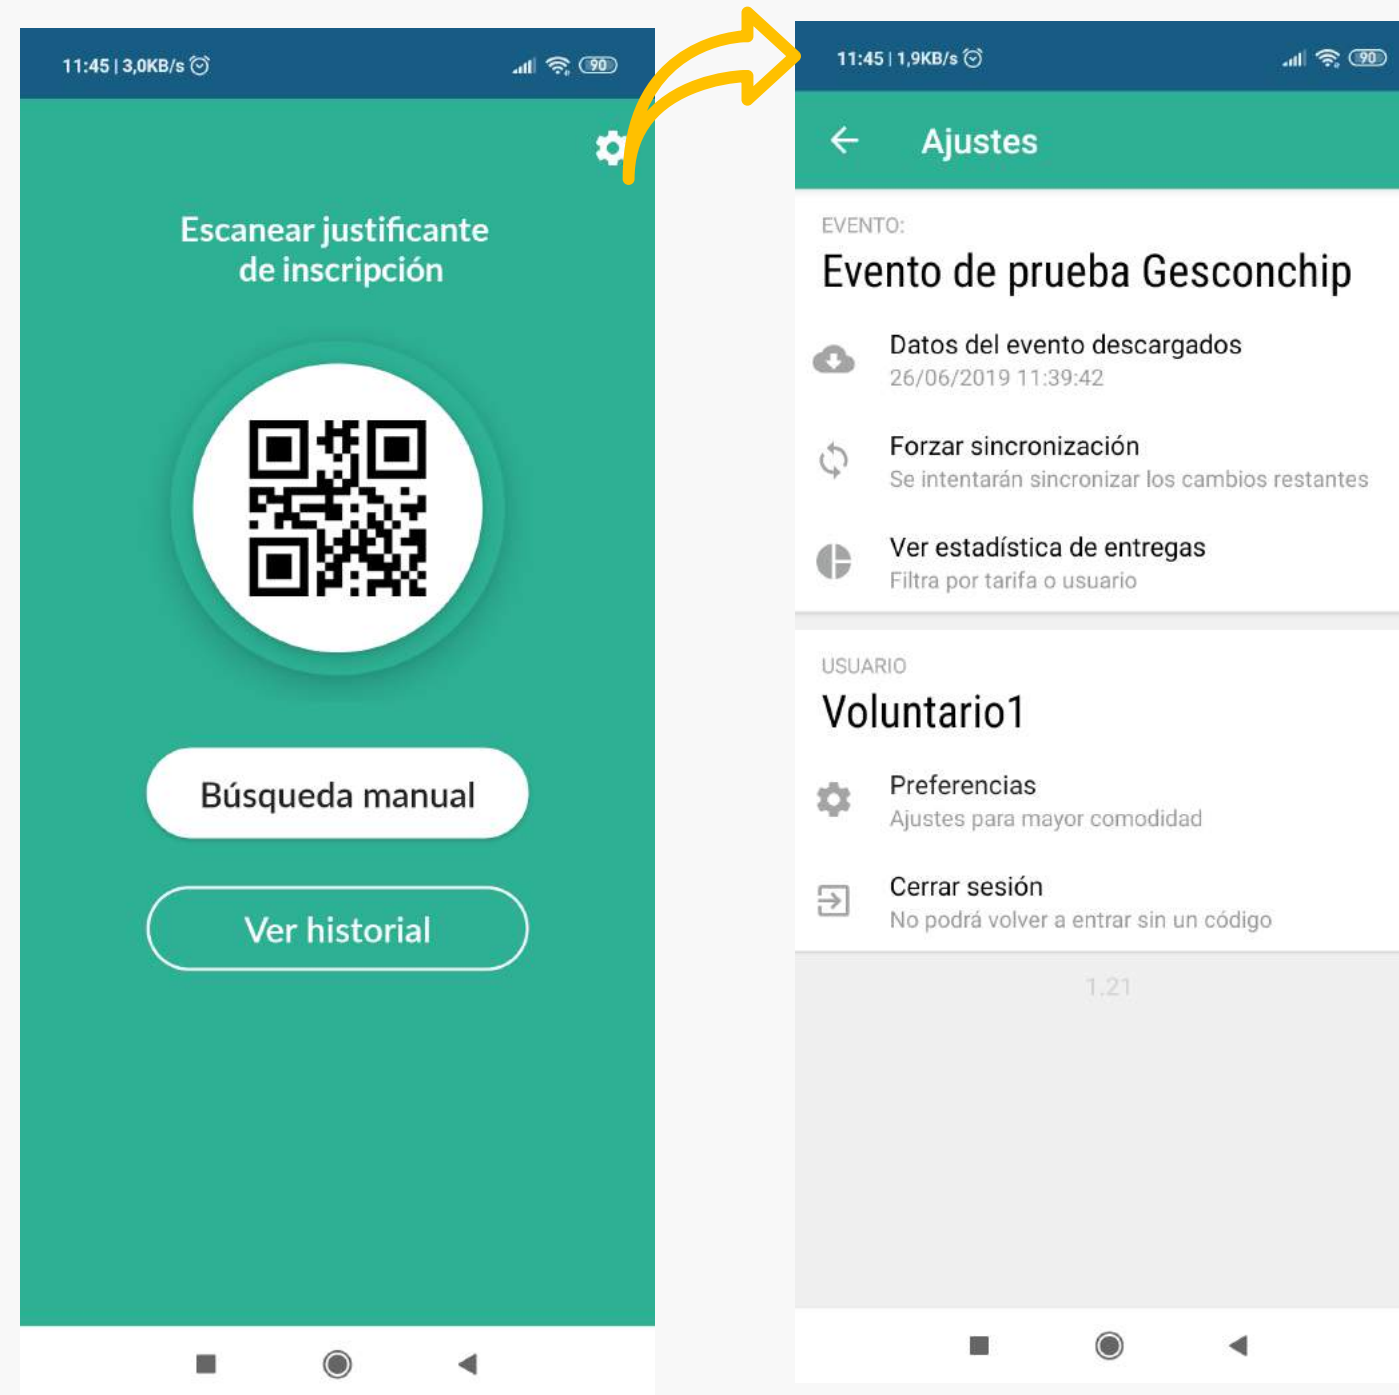 11:45 | 3,0KB/s
90
Escanear justificante
de inscripción
Búsqueda manual
Ver historial
11:45 | 1,9KB/s
90
Ajustes
EVENTO:
Evento de prueba Gesconchip
Datos del evento descargados
26/06/2019 11:39:42
Forzar sincronización
Se intentarán sincronizar los cambios restantes
Ver estadística de entregas
Filtra por tarifa o usuario
USUARIO
Voluntario1
Preferencias
Ajustes para mayor comodidad
Cerrar sesión
No podrá volver a entrar sin un código
1.21